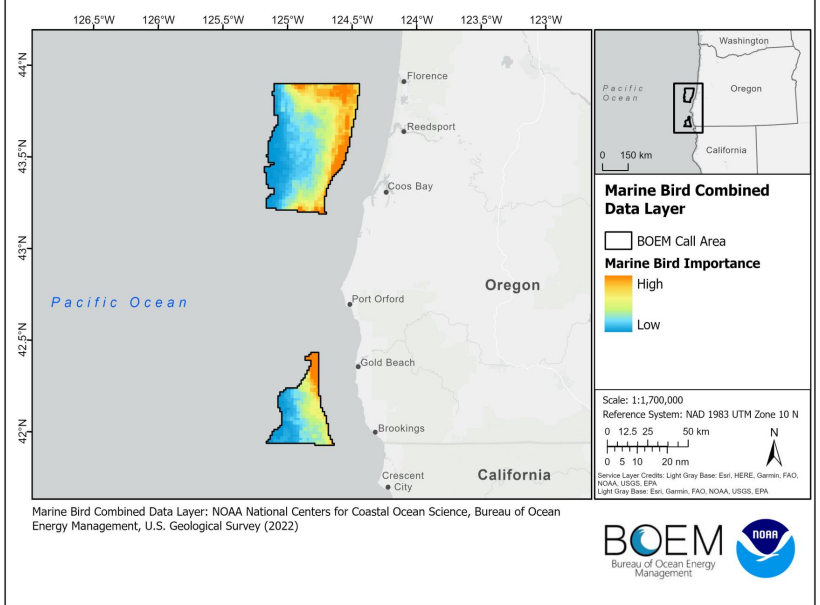 126,5°W 126°W 125,5°W 125°W 124,5°W 124°W 123,5°W 123°W
44°N
43,5°N
43°N
42,5°N
42°N
Florence
Reedsport
Coos Bay
Oregon
Pacific Ocean
Port Orford
Gold Beach
Brookings
Crescent
City
California
Washington
Pacific
Ocean
Oregon
California
0 150 km
Marine Bird Combined
Data Layer
BOEM Call Area
Marine Bird Importance
High
Low
Scale: 1:1,700,000
Reference System: NAD 1983 UTM Zone 10 N
0 12.5 25 50 km
N
0 5 10 20 nm
Service Layer Credits: Light Gray Base: Esri, HERE, Garmin, FAO,
NOAA, USGS, EPA
Light Gray Base: Esri, Garmin, FAO, NOAA, USGS, EPA
Marine Bird Combined Data Layer: NOAA National Centers for Coastal Ocean Science, Bureau of Ocean
Energy Management, U.S. Geological Survey (2022)
BOEM
Bureau of Ocean Energy
Management
NOAA